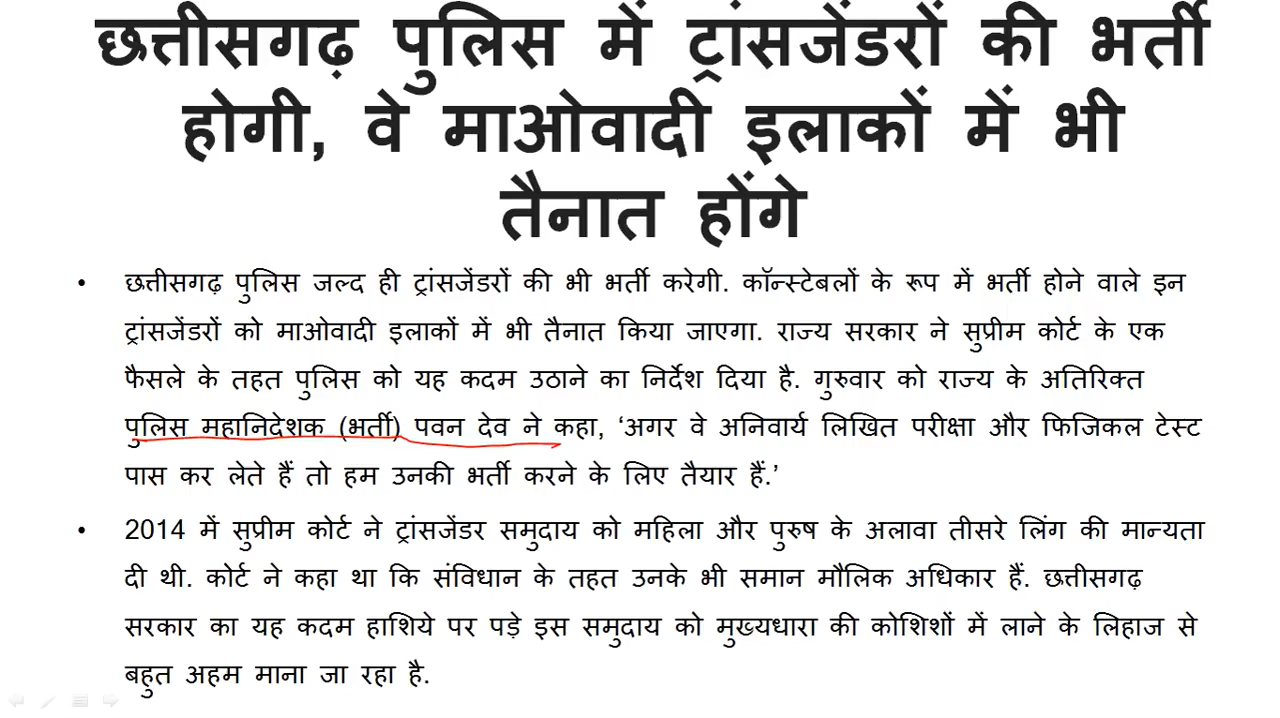 छत्तीसगढ़ पुलिस में ट्रांसजेंडरों की भर्ती
होगी, वे माओवादी इलाकों में भी
तैनात होंगे
• छत्तीसगढ़ पुलिस जल्द ही ट्रांसजेंडरों की भी भर्ती करेगी. कॉन्स्टेबलों के रूप में भर्ती होने वाले इन
ट्रांसजेंडरों को माओवादी इलाकों में भी तैनात किया जाएगा. राज्य सरकार ने सुप्रीम कोर्ट के एक
फैसले के तहत पुलिस को यह कदम उठाने का निर्देश दिया है. गुरुवार को राज्य के अतिरिक्त
पुलिस महानिदेशक (भर्ती) पवन देव ने कहा, ‘अगर वे अनिवार्य लिखित परीक्षा और फिजिकल टेस्ट
पास कर लेते हैं तो हम उनकी भर्ती करने के लिए तैयार हैं.’
• 2014 में सुप्रीम कोर्ट ने ट्रांसजेंडर समुदाय को महिला और पुरुष के अलावा तीसरे लिंग की मान्यता
दी थी. कोर्ट ने कहा था कि संविधान के तहत उनके भी समान मौलिक अधिकार हैं. छत्तीसगढ़
सरकार का यह कदम हाशिये पर पड़े इस समुदाय को मुख्यधारा की कोशिशों में लाने के लिहाज से
बहुत अहम माना जा रहा है.